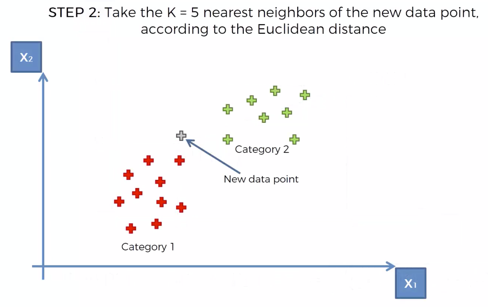 STEP 2: Take the K = 5 nearest neighbors of the new data point,
according to the Euclidean distance
X2
Category 2
New data point
Category 1
X1